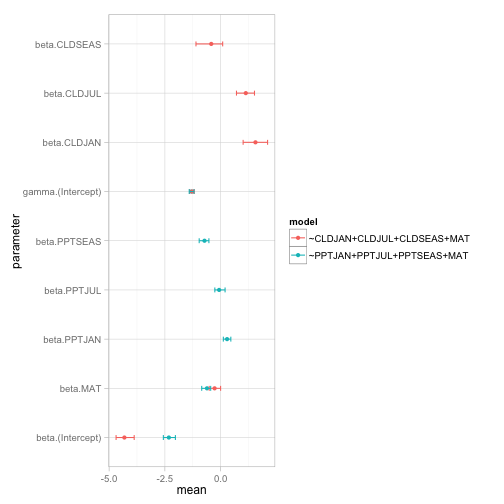 beta.CLDSEAS
beta.CLDJUL
beta.CLDJAN
gamma.(Intercept)
beta.PPTSEAS
beta.PPTJUL
beta.PPTJAN
beta.MAT
beta.(Intercept)
parameter
-5.0 -2.5 0.0
mean
model
~CLDJAN+CLDJUL+CLDSEAS+MAT
~PPTJAN+PPTJUL+PPTSEAS+MAT